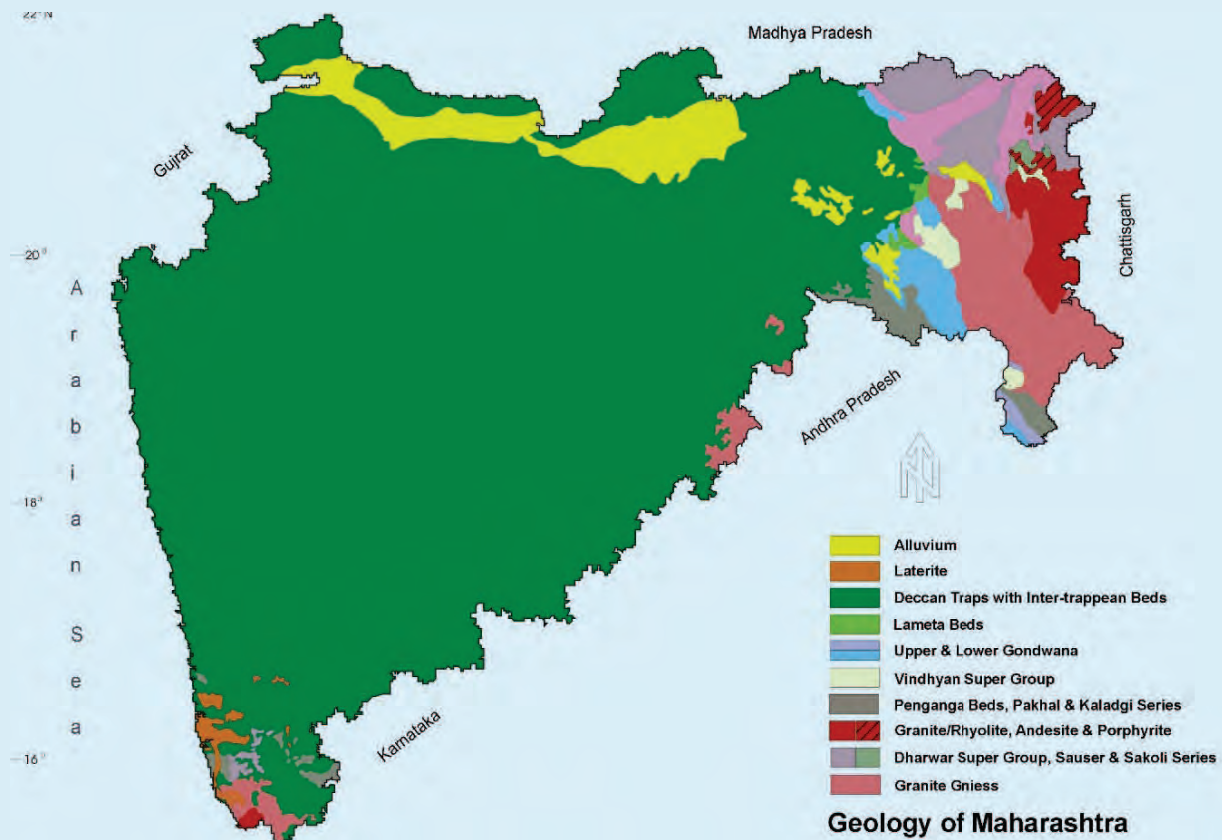 22°N
Madhya Pradesh
Gujrat
Chattisgarh
20°
Arabian Sea
Andhra Pradesh
18°
N
Karnataka
16°
Alluvium
Laterite
Deccan Traps with Inter-trappean Beds
Lameta Beds
Upper & Lower Gondwana
Vindhyan Super Group
Penganga Beds, Pakhal & Kaladgi Series
Granite/Rhyolite, Andesite & Porphyrite
Dharwar Super Group, Sauser & Sakoli Series
Granite Gniess
Geology of Maharashtra